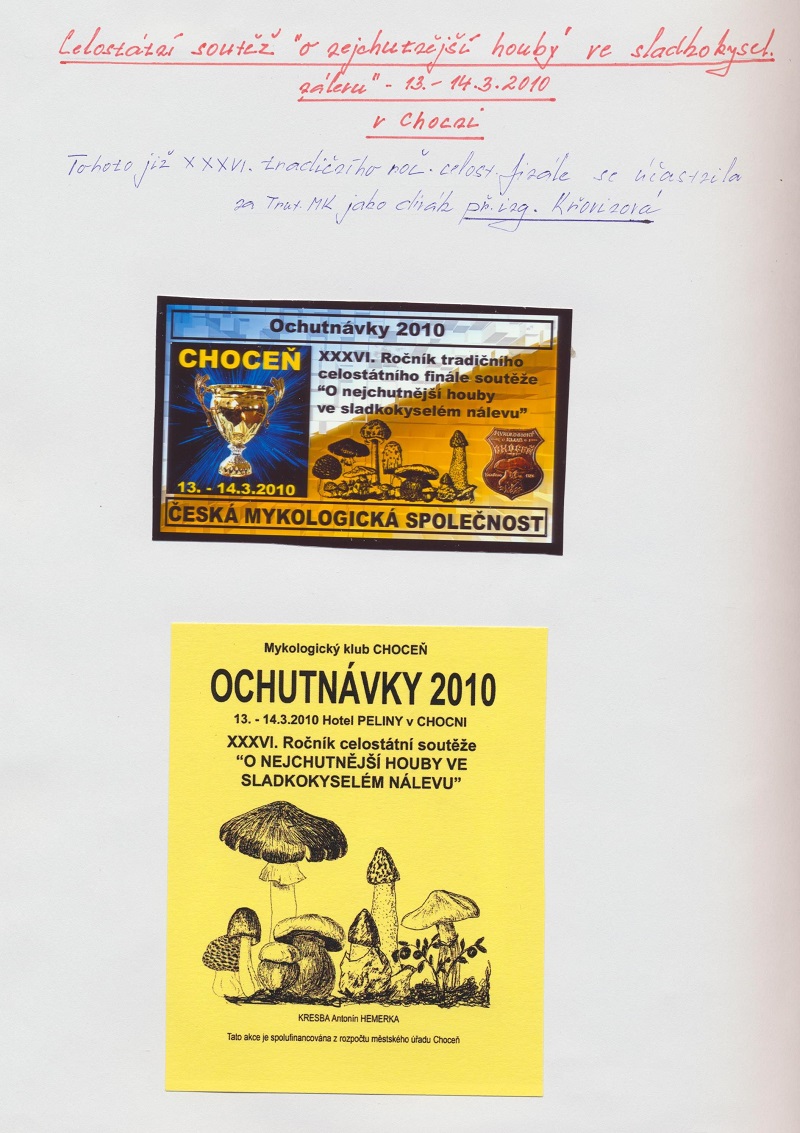 Celostátní soutěž "o nejchutnější houby" ve sladkokysel.
nálevu" - 13.- 14.3.2010
v Chocni
Tohoto již XXXVI. tradičního roč. celost. finále se účastnila
za Trut. MK jako divák př. ing. Křovinová
Ochutnávky 2010
CHOCEŇ
XXXVI. Ročník tradičního
celostátního finále soutěže
“O nejchutnější houby
ve sladkokyselém nálevu”
CHOCEŇ
13. - 14.3.2010
ČESKÁ MYKOLOGICKÁ SPOLEČNOST
Mykologický klub CHOCEŇ
OCHUTNÁVKY 2010
13. - 14.3.2010 Hotel PELINY v CHOCNI
XXXVI. Ročník celostátní soutěže
“O NEJCHUTNĚJŠÍ HOUBY VE
SLADKOKYSELÉM NÁLEVU”
KRESBA Antonín HEMERKA
Tato akce je spolufinancována z rozpočtu městského úřadu Choceň